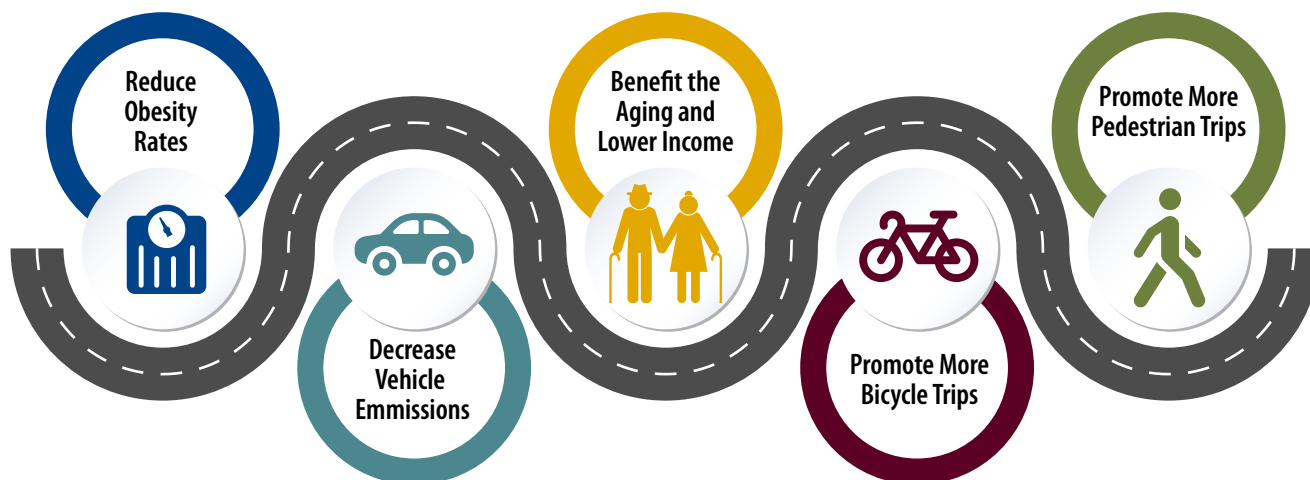 Reduce
Obesity
Rates
Decrease
Vehicle
Emmissions
Benefit the
Aging and
Lower Income
Promote More
Bicycle Trips
Promote More
Pedestrian Trips